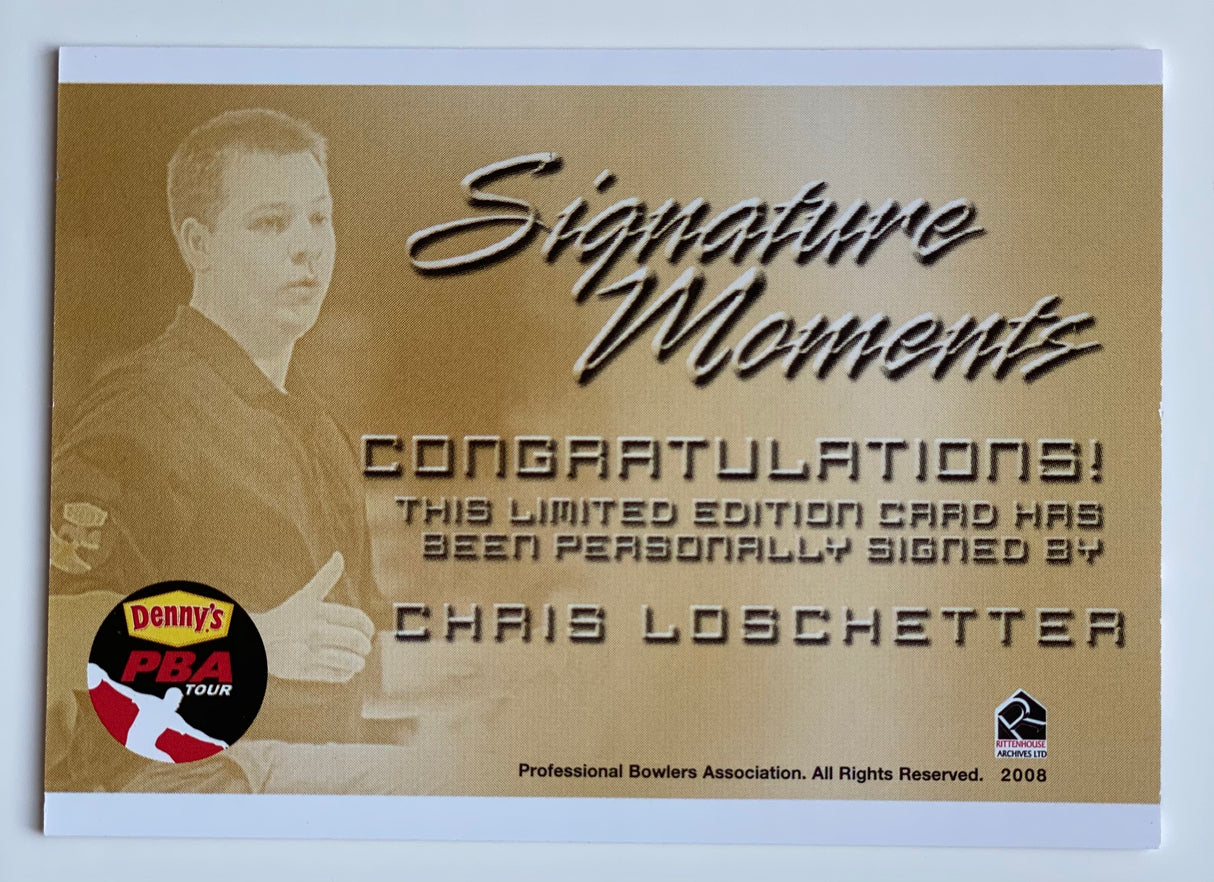 Signature
Moments
CONGRATULATIONS!
THIS LIMITED EDITION CARD HAS
BEEN PERSONALLY SIGNED BY
CHRIS LOSCHETTER
Denny's
PBA
TOUR
R
RITTENHOUSE
ARCHIVES LTD
Professional Bowlers Association. All Rights Reserved. 2008